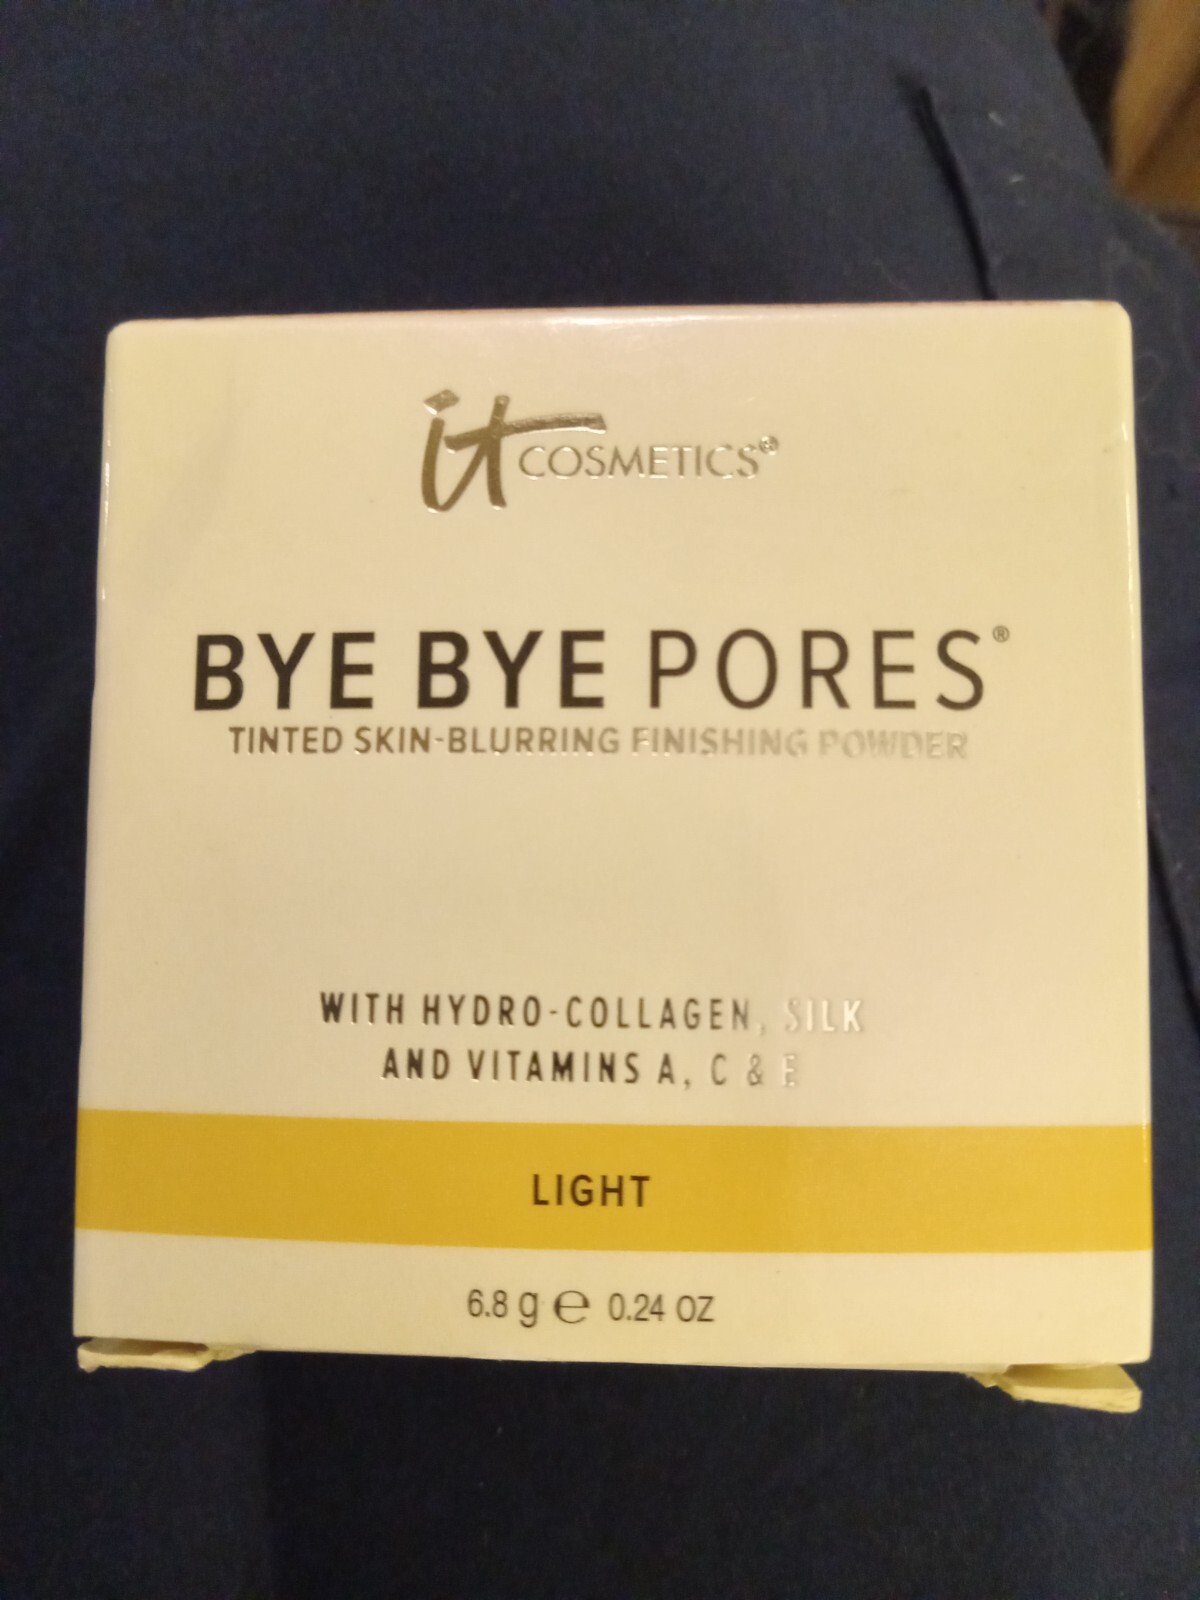 it COSMETICS®
BYE BYE PORES®
TINTED SKIN-BLURRING FINISHING POWDER
WITH HYDRO-COLLAGEN, SILK
AND VITAMINS A, C & E
LIGHT
6.8 g ℮ 0.24 OZ